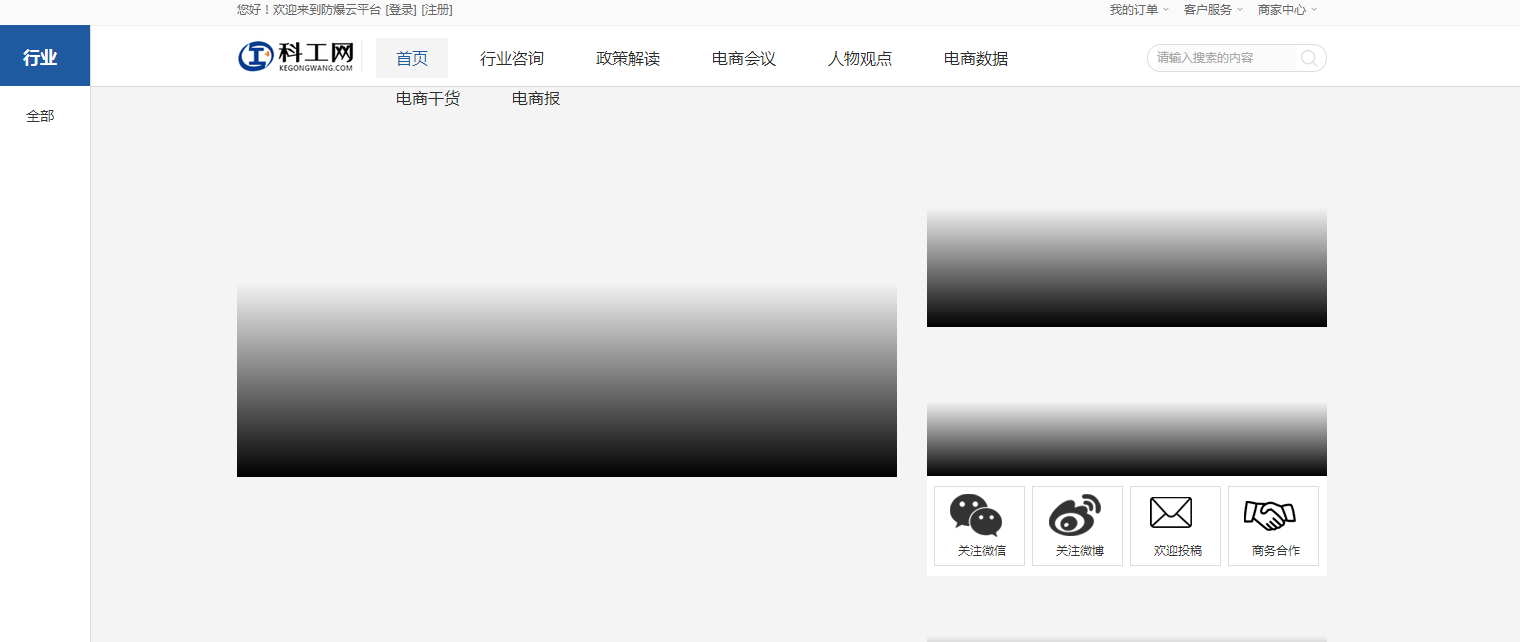 您好！欢迎来到防爆云平台 [登录] [注册]
我的订单 客户服务 商家中心
行业
科工网
KEGONGWANG.COM
首页 行业咨询 政策解读 电商会议 人物观点 电商数据
请输入搜索的内容
电商干货 电商报
全部
关注微信 关注微博 欢迎投稿 商务合作